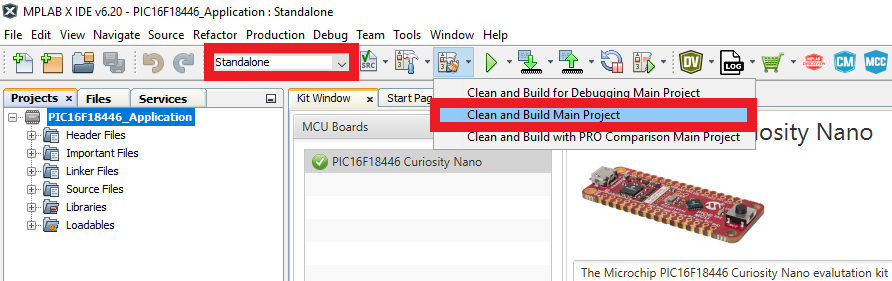 MPLAB X IDE v6.20 - PIC16F18446_Application : Standalone
File Edit View Navigate Source Refactor Production Debug Team Tools Window Help
Standalone
SRC
DV
LOG
CM
MCC
Clean and Build for Debugging Main Project
Clean and Build Main Project
Clean and Build with PRO Comparison Main Project
Projects x Files Services
Kit Window x Start Pag
PIC16F18446_Application
Header Files
Important Files
Linker Files
Source Files
Libraries
Loadables
MCU Boards
PIC16F18446 Curiosity Nano
iosity Nano
The Microchip PIC16F18446 Curiosity Nano evalutation kit